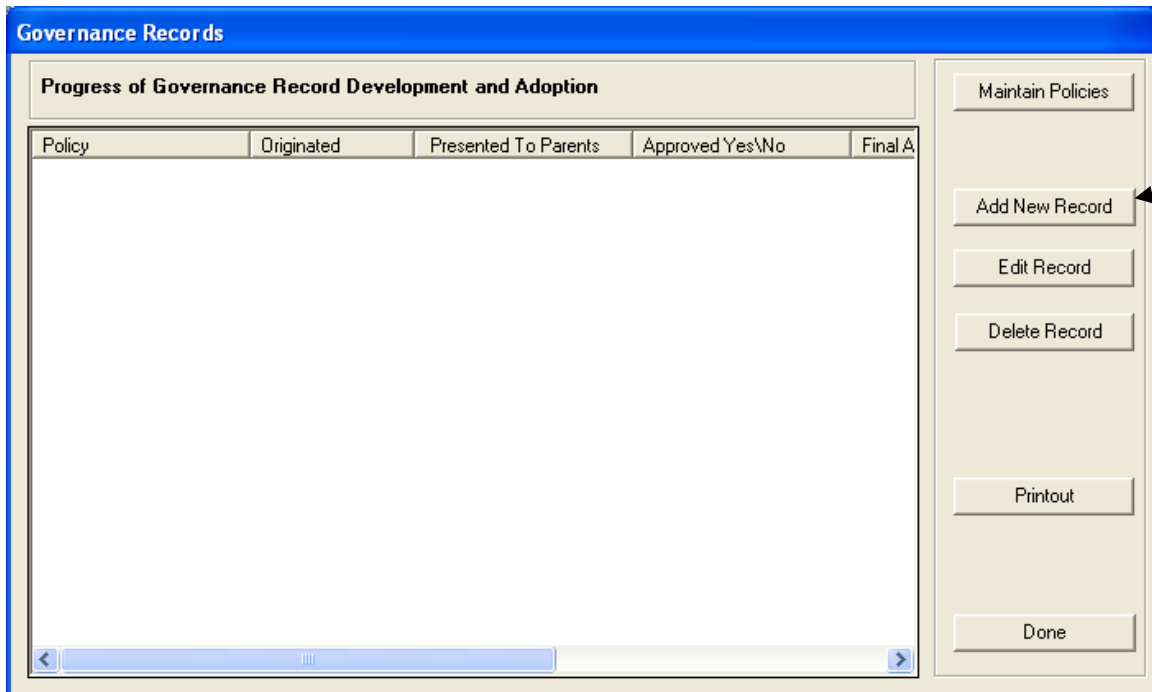 Governance Records
Progress of Governance Record Development and Adoption
Policy Originated Presented To Parents Approved Yes\No Final A
Maintain Policies
Add New Record
Edit Record
Delete Record
Printout
Done